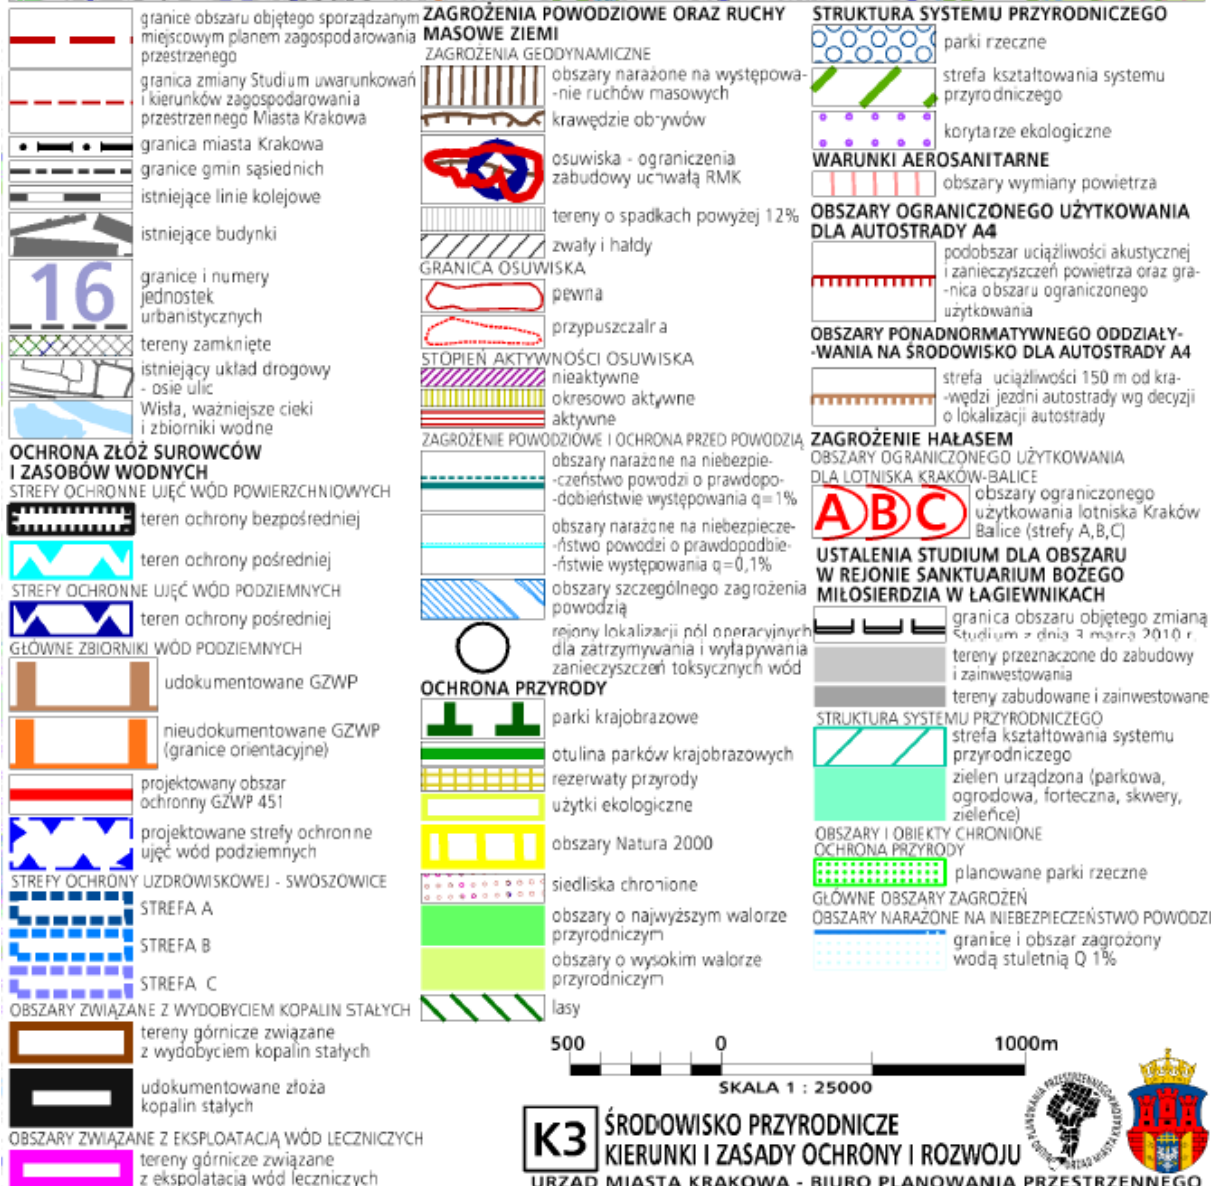 granice obszaru objętego sporządzanym
miejscowym planem zagospodarowania
przestrzenego
granica zmiany Studium uwarunkowań
i kierunków zagospodarowania
przestrzennego Miasta Krakowa
granica miasta Krakowa
granice gmin sąsiednich
istniejące linie kolejowe
istniejące budynki
16
granice i numery
jednostek
urbanistycznych
tereny zamknięte
istniejący układ drogowy
- osie ulic
Wisła, ważniejsze cieki
i zbiorniki wodne
OCHRONA ZŁÓŻ SUROWCÓW
I ZASOBÓW WODNYCH
STREFY OCHRONNE UJĘĆ WÓD POWIERZCHNIOWYCH
teren ochrony bezpośredniej
teren ochrony pośredniej
STREFY OCHRONNE UJĘĆ WÓD PODZIEMNYCH
teren ochrony pośredniej
GŁÓWNE ZBIORNIKI WÓD PODZIEMNYCH
udokumentowane GZWP
nieudokumentowane GZWP
(granice orientacyjne)
projektowany obszar
ochronny GZWP 451
projektowane strefy ochronne
ujęć wód podziemnych
STREFY OCHRONY UZDROWISKOWEJ - SWOSZOWICE
STREFA A
STREFA B
STREFA C
OBSZARY ZWIĄZANE Z WYDOBYCIEM KOPALIN STAŁYCH
tereny górnicze związane
z wydobyciem kopalin stałych
udokumentowane złoża
kopalin stałych
OBSZARY ZWIĄZANE Z EKSPLOATACJĄ WÓD LECZNICZYCH
tereny górnicze związane
z ekspolatacją wód leczniczych
ZAGROŻENIA POWODZIOWE ORAZ RUCHY
MASOWE ZIEMI
ZAGROŻENIA GEODYNAMICZNE
obszary narażone na występowa-
-nie ruchów masowych
krawędzie obrywów
osuwiska - ograniczenia
zabudowy uchwałą RMK
tereny o spadkach powyżej 12%
zwały i hałdy
GRANICA OSUWISKA
pewna
przypuszczalna
STOPIEŃ AKTYWNOŚCI OSUWISKA
nieaktywne
okresowo aktywne
aktywne
ZAGROŻENIE POWODZIOWE I OCHRONA PRZED POWODZIĄ
obszary narażone na niebezpie-
-czeństwo powodzi o prawdopo-
-dobieństwie występowania q=1%
obszary narażone na niebezpiecze-
-ństwo powodzi o prawdopodbie-
-ństwie występowania q=0,1%
obszary szczególnego zagrożenia
powodzią
rejony lokalizacji pól operacyjnych
dla zatrzymywania i wyłapywania
zanieczyszczeń toksycznych wód
OCHRONA PRZYRODY
parki krajobrazowe
otulina parków krajobrazowych
rezerwaty przyrody
użytki ekologiczne
obszary Natura 2000
siedliska chronione
obszary o najwyższym walorze
przyrodniczym
obszary o wysokim walorze
przyrodniczym
lasy
STRUKTURA SYSTEMU PRZYRODNICZEGO
parki rzeczne
strefa kształtowania systemu
przyrodniczego
korytarze ekologiczne
WARUNKI AEROSANITARNE
obszary wymiany powietrza
OBSZARY OGRANICZONEGO UŻYTKOWANIA
DLA AUTOSTRADY A4
podobszar uciążliwości akustycznej
i zanieczyszczeń powietrza oraz gra-
-nica obszaru ograniczonego
użytkowania
OBSZARY PONADNORMATYWNEGO ODDZIAŁY-
-WANIA NA ŚRODOWISKO DLA AUTOSTRADY A4
strefa uciążliwości 150 m od kra-
-wędzi jezdni autostrady wg decyzji
o lokalizacji autostrady
ZAGROŻENIE HAŁASEM
OBSZARY OGRANICZONEGO UŻYTKOWANIA
DLA LOTNISKA KRAKÓW-BALICE
A B C
obszary ograniczonego
użytkowania lotniska Kraków
Balice (strefy A,B,C)
USTALENIA STUDIUM DLA OBSZARU
W REJONIE SANKTUARIUM BOŻEGO
MIŁOSIERDZIA W ŁAGIEWNIKACH
granica obszaru objętego zmianą
Studium z dnia 3 marca 2010 r.
tereny przeznaczone do zabudowy
i zainwestowania
tereny zabudowane i zainwestowane
STRUKTURA SYSTEMU PRZYRODNICZEGO
strefa kształtowania systemu
przyrodniczego
zielen urządzona (parkowa,
ogrodowa, forteczna, skwery,
zieleńce)
OBSZARY I OBIEKTY CHRONIONE
OCHRONA PRZYRODY
planowane parki rzeczne
GŁÓWNE OBSZARY ZAGROŻEŃ
OBSZARY NARAŻONE NA NIEBEZPIECZEŃSTWO POWODZI
granice i obszar zagrożony
wodą stuletnią Q 1%
500 0 1000m
SKALA 1 : 25000
K3
ŚRODOWISKO PRZYRODNICZE
KIERUNKI I ZASADY OCHRONY I ROZWOJU
URZĄD MIASTA KRAKOWA - BIURO PLANOWANIA PRZESTRZENNEGO